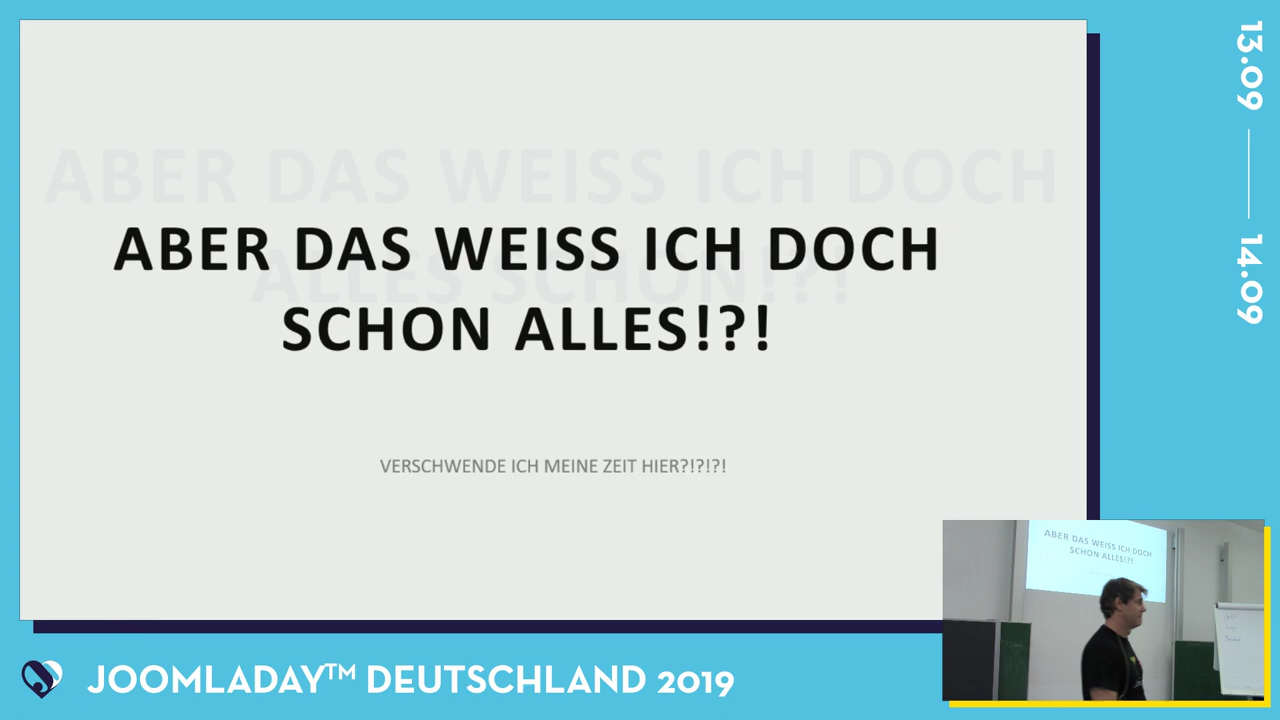 ABER DAS WEISS ICH DOCH
ALLES SCHON!?!
ABER DAS WEISS ICH DOCH
SCHON ALLES!?!
VERSCHWENDE ICH MEINE ZEIT HIER?!?!?!
13.09
14.09
ABER DAS WEISS ICH DOCH
SCHON ALLES!?!
JOOMLADAY™ DEUTSCHLAND 2019